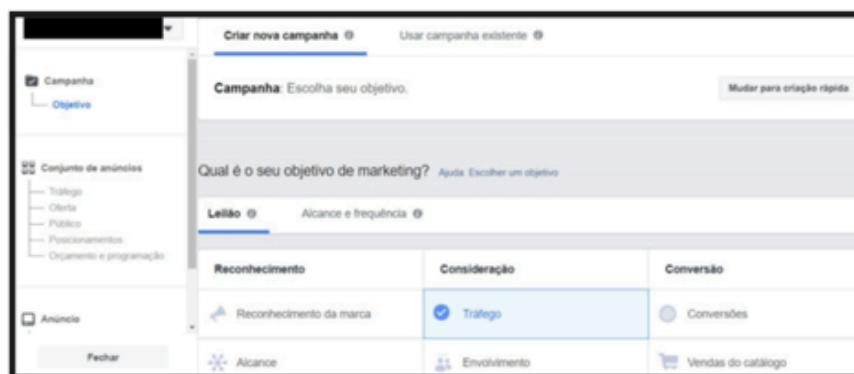 Criar nova campanha Usar campanha existente
Campanha
Objetivo
Campanha: Escolha seu objetivo. Mudar para criação rápida
Conjunto de anúncios
Tráfego
Oferta
Público
Posicionamentos
Orçamento e programação
Anúncio
Fechar
Qual é o seu objetivo de marketing? Ajuda: Escolher um objetivo
Leilão Alcance e frequência
Reconhecimento Consideração Conversão
Reconhecimento da marca Tráfego Conversões
Alcance Envolvimento Vendas do catálogo